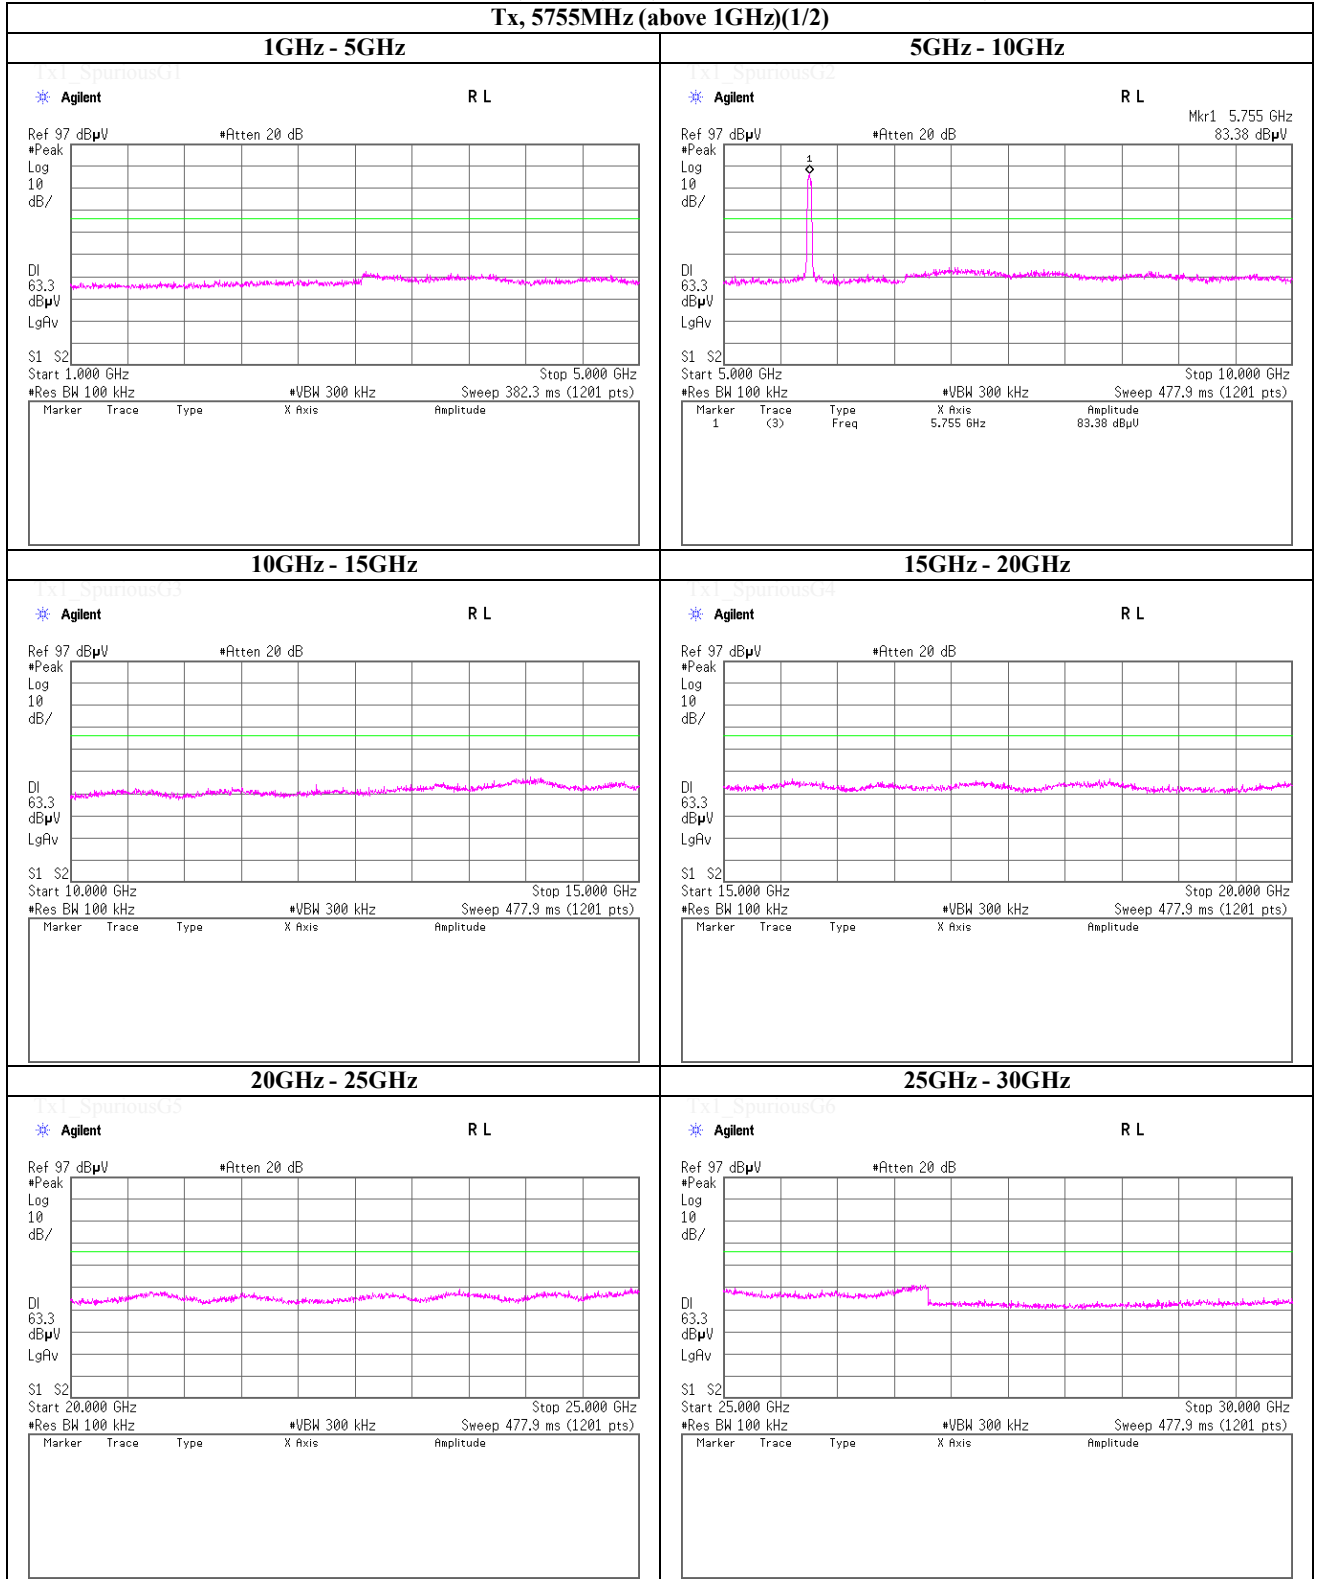 Tx, 5755MHz (above 1GHz)(1/2)
1GHz - 5GHz
5GHz - 10GHz
Tx1_SpuriousG1
Agilent
R L
Ref 97 dBµV
#Atten 20 dB
#Peak
Log
10
dB/
DI
63.3
dBµV
LgAv
S1 S2
Start 1.000 GHz
Stop 5.000 GHz
#Res BW 100 kHz
#VBW 300 kHz
Sweep 382.3 ms (1201 pts)
Marker Trace Type X Axis Amplitude
Tx1_SpuriousG2
Agilent
R L
Mkr1 5.755 GHz
Ref 97 dBµV
#Atten 20 dB
83.38 dBµV
#Peak
Log
10
dB/
1
DI
63.3
dBµV
LgAv
S1 S2
Start 5.000 GHz
Stop 10.000 GHz
#Res BW 100 kHz
#VBW 300 kHz
Sweep 477.9 ms (1201 pts)
Marker Trace Type X Axis Amplitude
1 (3) Freq 5.755 GHz 83.38 dBµV
10GHz - 15GHz
15GHz - 20GHz
Tx1_SpuriousG3
Agilent
R L
Ref 97 dBµV
#Atten 20 dB
#Peak
Log
10
dB/
DI
63.3
dBµV
LgAv
S1 S2
Start 10.000 GHz
Stop 15.000 GHz
#Res BW 100 kHz
#VBW 300 kHz
Sweep 477.9 ms (1201 pts)
Marker Trace Type X Axis Amplitude
Tx1_SpuriousG4
Agilent
R L
Ref 97 dBµV
#Atten 20 dB
#Peak
Log
10
dB/
DI
63.3
dBµV
LgAv
S1 S2
Start 15.000 GHz
Stop 20.000 GHz
#Res BW 100 kHz
#VBW 300 kHz
Sweep 477.9 ms (1201 pts)
Marker Trace Type X Axis Amplitude
20GHz - 25GHz
25GHz - 30GHz
Tx1_SpuriousG5
Agilent
R L
Ref 97 dBµV
#Atten 20 dB
#Peak
Log
10
dB/
DI
63.3
dBµV
LgAv
S1 S2
Start 20.000 GHz
Stop 25.000 GHz
#Res BW 100 kHz
#VBW 300 kHz
Sweep 477.9 ms (1201 pts)
Marker Trace Type X Axis Amplitude
Tx1_SpuriousG6
Agilent
R L
Ref 97 dBµV
#Atten 20 dB
#Peak
Log
10
dB/
DI
63.3
dBµV
LgAv
S1 S2
Start 25.000 GHz
Stop 30.000 GHz
#Res BW 100 kHz
#VBW 300 kHz
Sweep 477.9 ms (1201 pts)
Marker Trace Type X Axis Amplitude